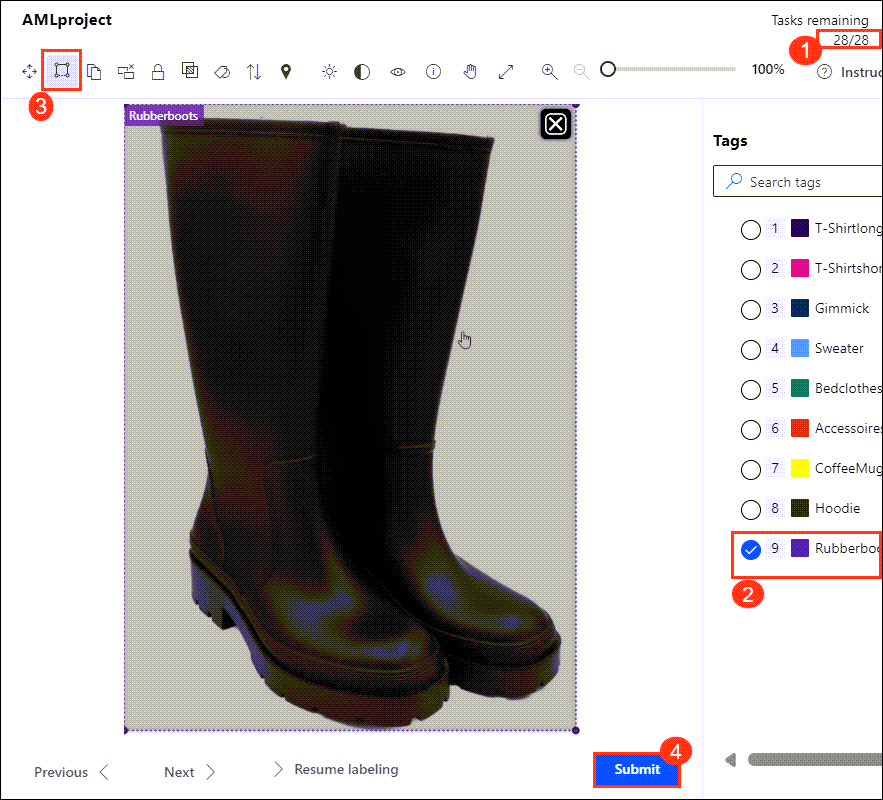 AMLproject
Tasks remaining
28/28
1
3
100%
Instruc
Rubberboots
Tags
Search tags
1 T-Shirtlong
2 T-Shirtshor
3 Gimmick
4 Sweater
5 Bedclothes
6 Accessoires
7 CoffeeMug
8 Hoodie
9 Rubberboo
2
4
Previous
Next
Resume labeling
Submit